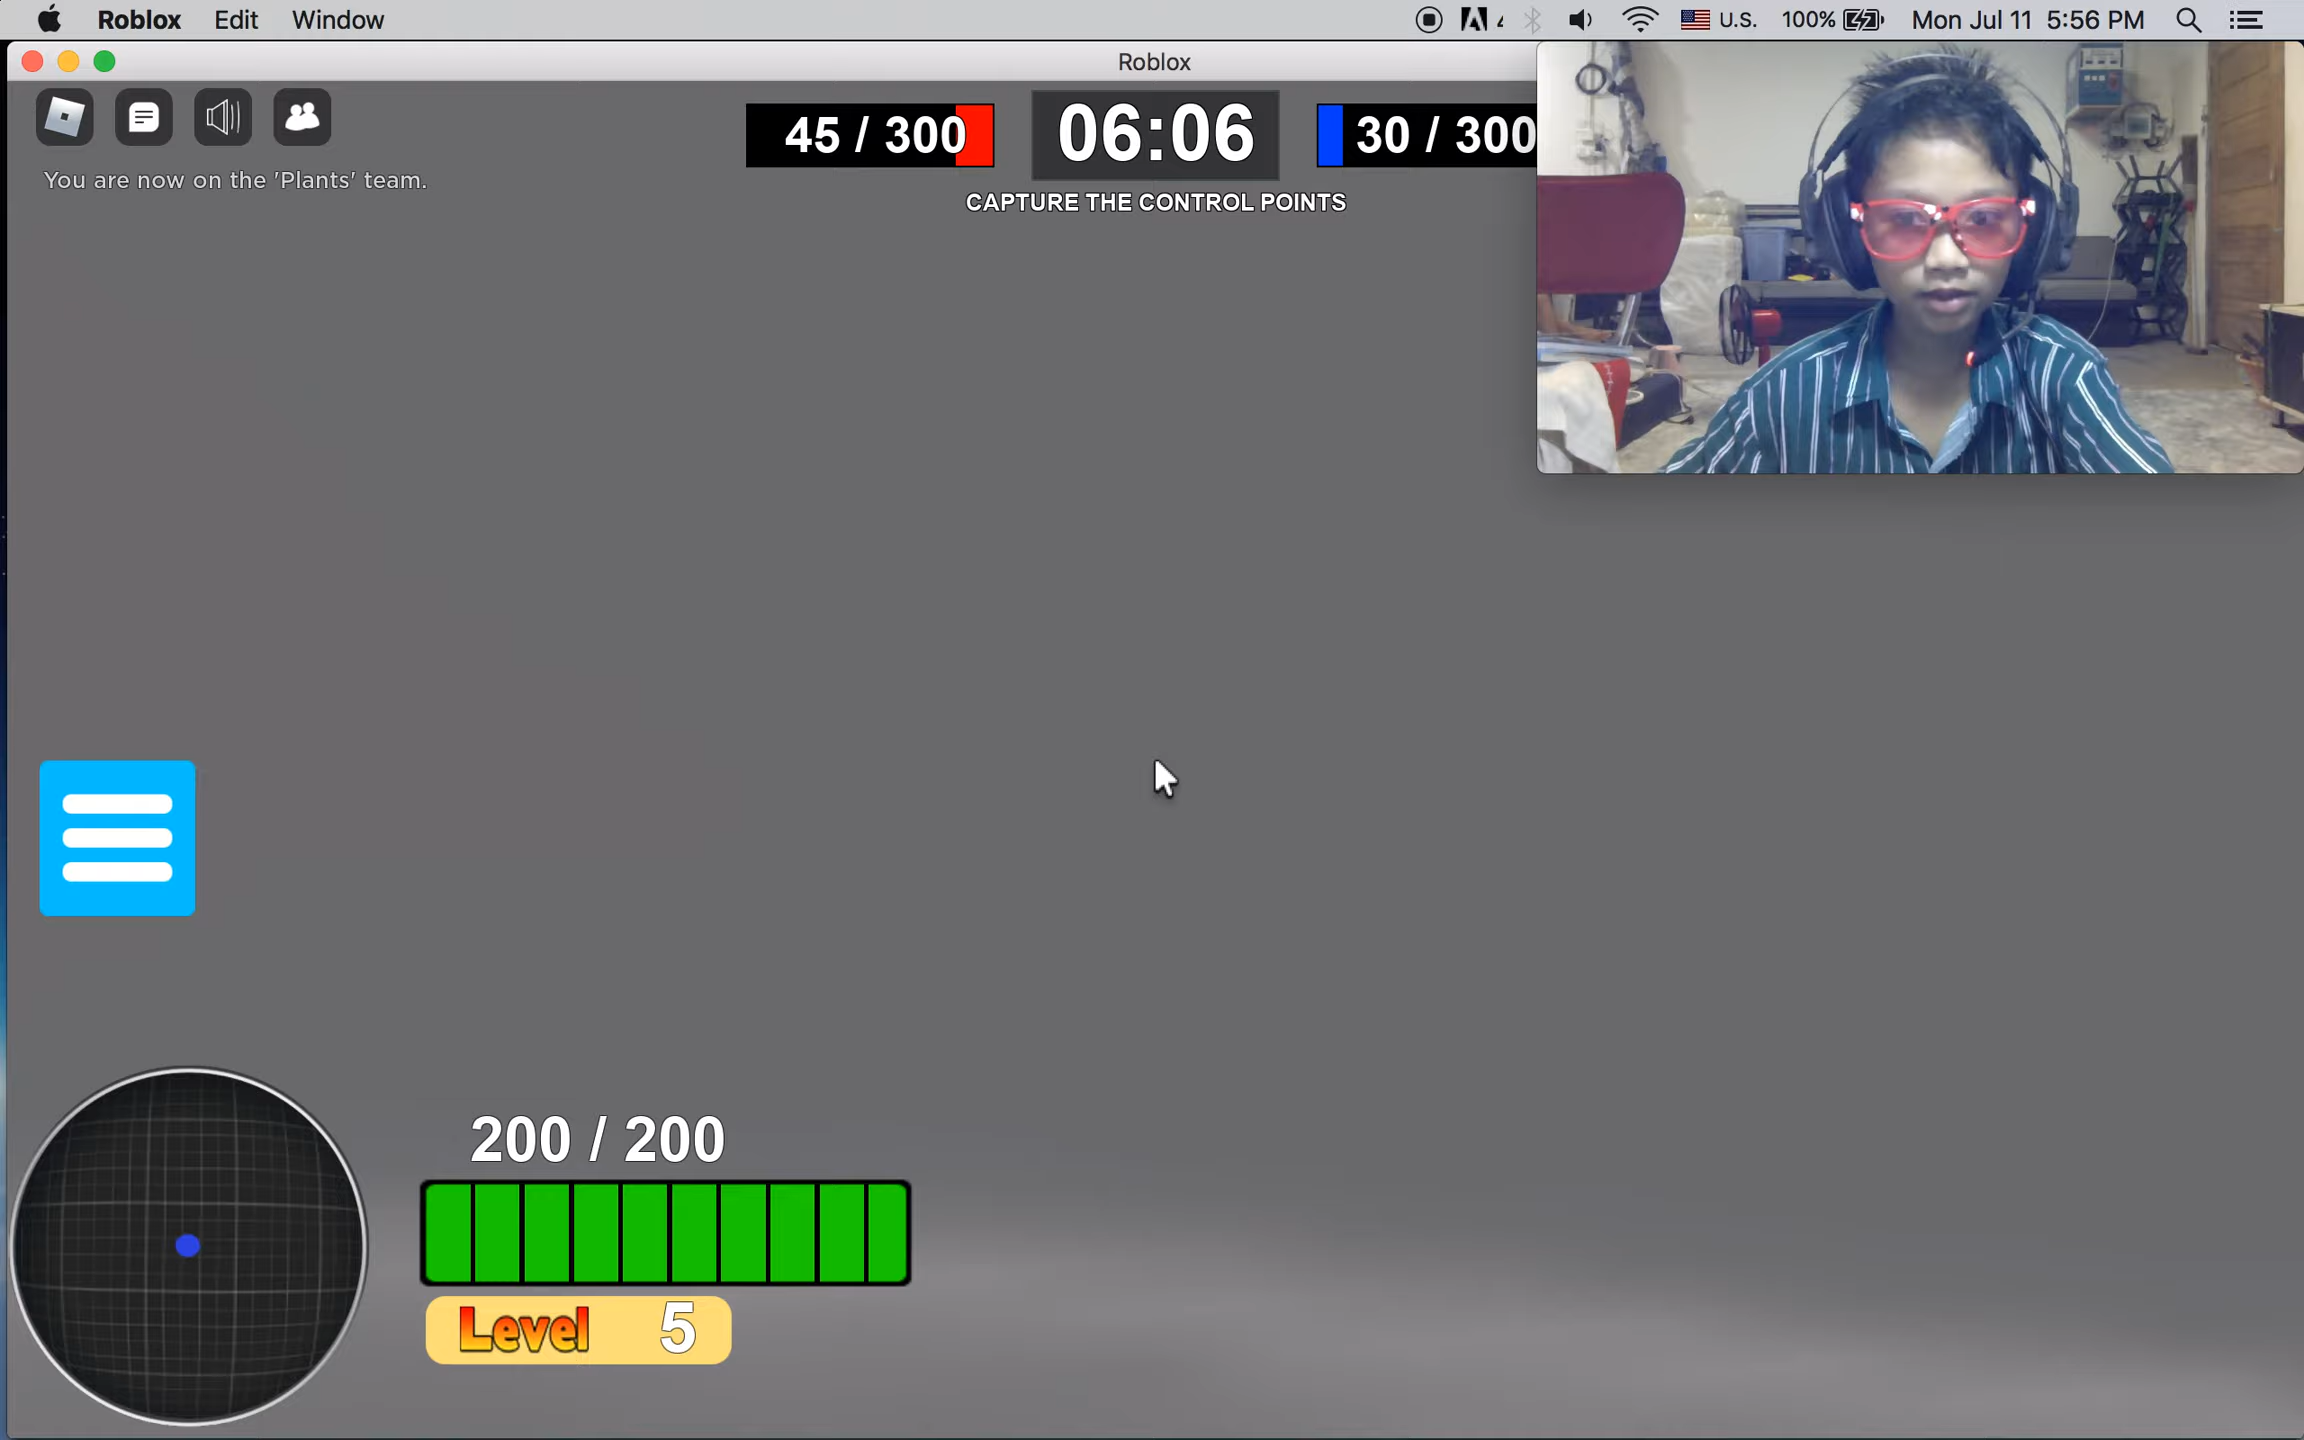 Roblox Edit Window U.S. 100% Mon Jul 11 5:56 PM
Roblox
45 / 300 06:06 30 / 300
You are now on the 'Plants' team.
CAPTURE THE CONTROL POINTS
200 / 200
Level 5